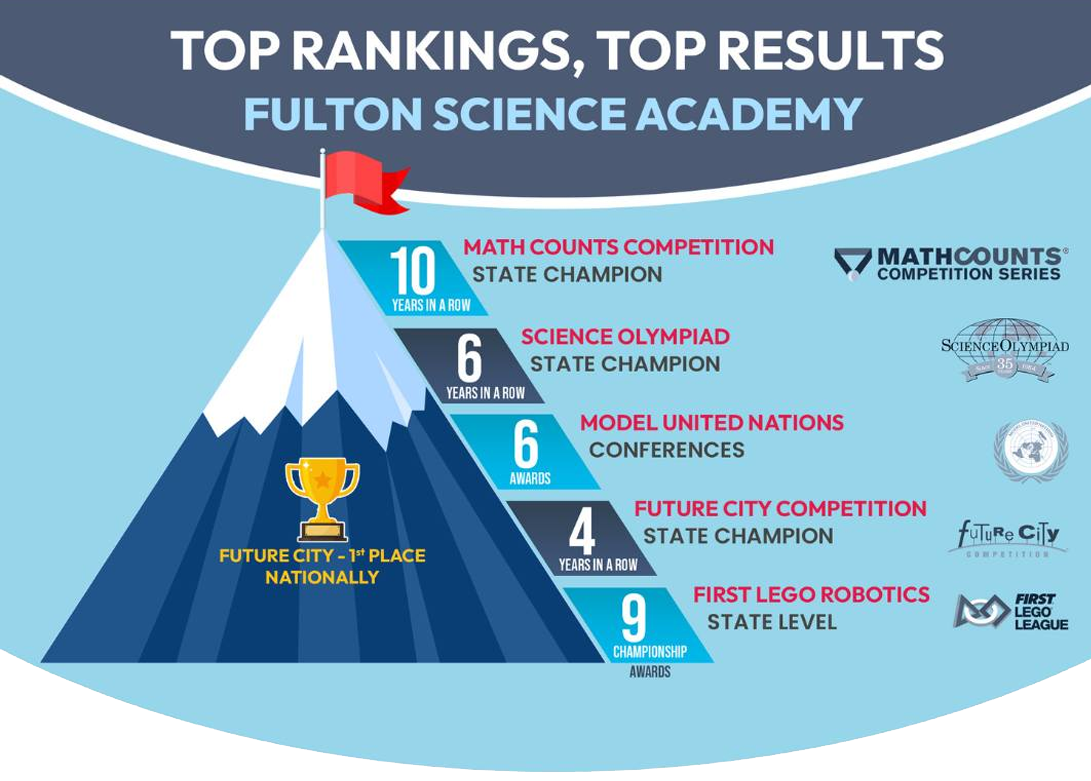 TOP RANKINGS, TOP RESULTS
FULTON SCIENCE ACADEMY
10
YEARS IN A ROW
MATH COUNTS COMPETITION
STATE CHAMPION
MATHCOUNTS®
COMPETITION SERIES
6
YEARS IN A ROW
SCIENCE OLYMPIAD
STATE CHAMPION
SCIENCEOLYMPIAD
Since 35 1984
6
AWARDS
MODEL UNITED NATIONS
CONFERENCES
4
YEARS IN A ROW
FUTURE CITY COMPETITION
STATE CHAMPION
fuTuRe CiTy
COMPETITION
FUTURE CITY - 1st PLACE
NATIONALLY
9
CHAMPIONSHIP
AWARDS
FIRST LEGO ROBOTICS
STATE LEVEL
FIRST
LEGO
LEAGUE